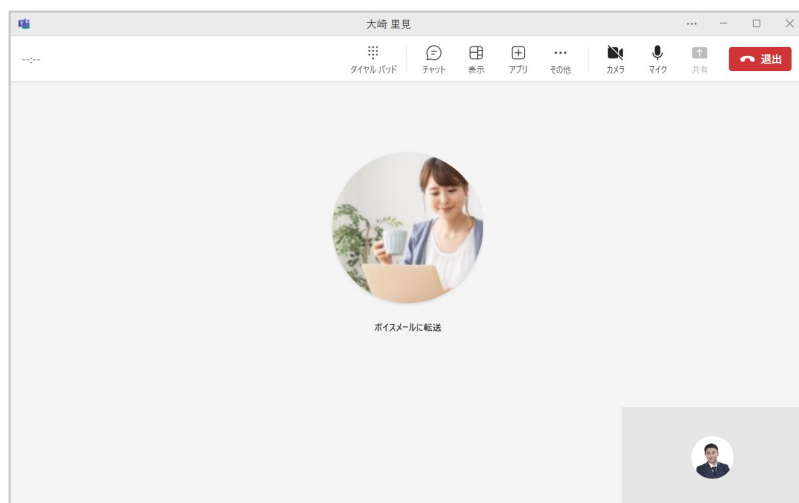 大崎 里見
--:--
ダイヤル パッド
チャット
表示
アプリ
その他
カメラ
マイク
共有
退出
ボイスメールに転送